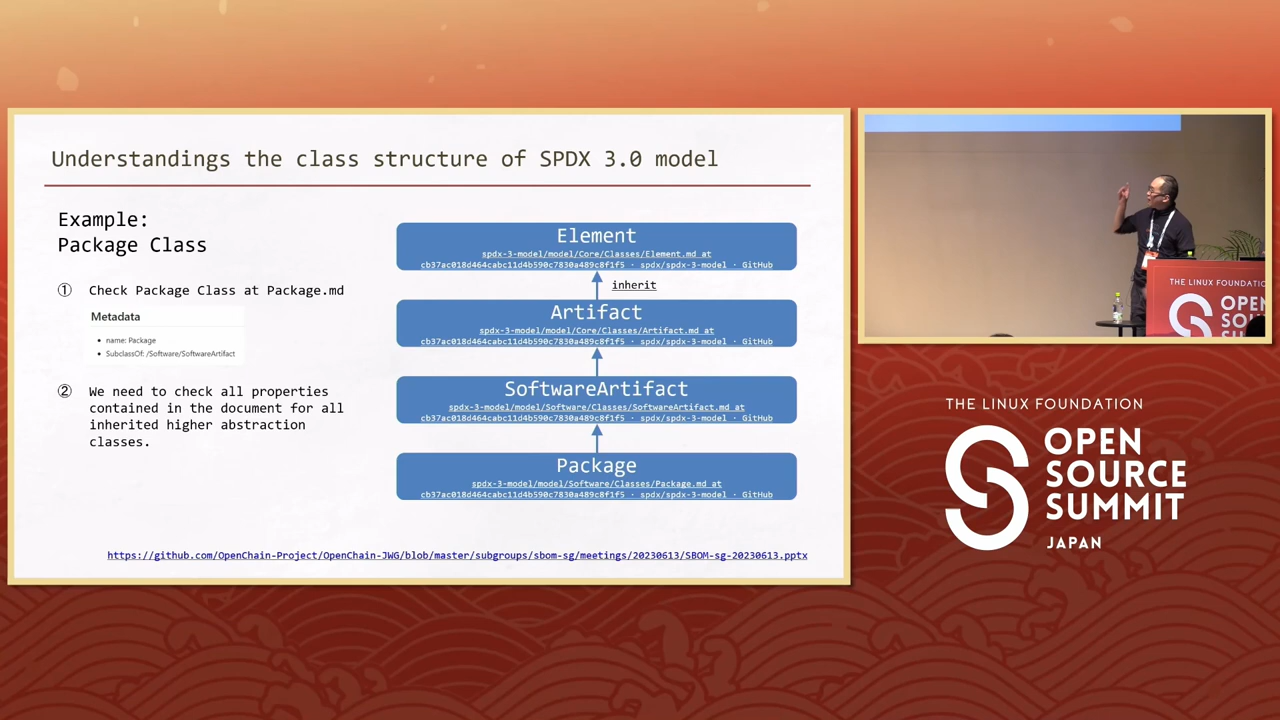 Understandings the class structure of SPDX 3.0 model
Example:
Package Class
① Check Package Class at Package.md
Metadata
• name: Package
• SubclassOf: /Software/SoftwareArtifact
② We need to check all properties
contained in the document for all
inherited higher abstraction
classes.
Element
spdx-3-model/model/Core/Classes/Element.md at
cb37ac018d464cabc11d4b590c7830a489c8f1f5 · spdx/spdx-3-model · GitHub
inherit
Artifact
spdx-3-model/model/Core/Classes/Artifact.md at
cb37ac018d464cabc11d4b590c7830a489c8f1f5 · spdx/spdx-3-model · GitHub
SoftwareArtifact
spdx-3-model/model/Software/Classes/SoftwareArtifact.md at
cb37ac018d464cabc11d4b590c7830a489c8f1f5 · spdx/spdx-3-model · GitHub
Package
spdx-3-model/model/Software/Classes/Package.md at
cb37ac018d464cabc11d4b590c7830a489c8f1f5 · spdx/spdx-3-model · GitHub
https://github.com/OpenChain-Project/OpenChain-JWG/blob/master/subgroups/sbom-sg/meetings/20230613/SBOM-sg-20230613.pptx
THE LINUX FOUNDATIO
OPEN
SO
SU
THE LINUX FOUNDATION
OPEN
SOURCE
SUMMIT
JAPAN